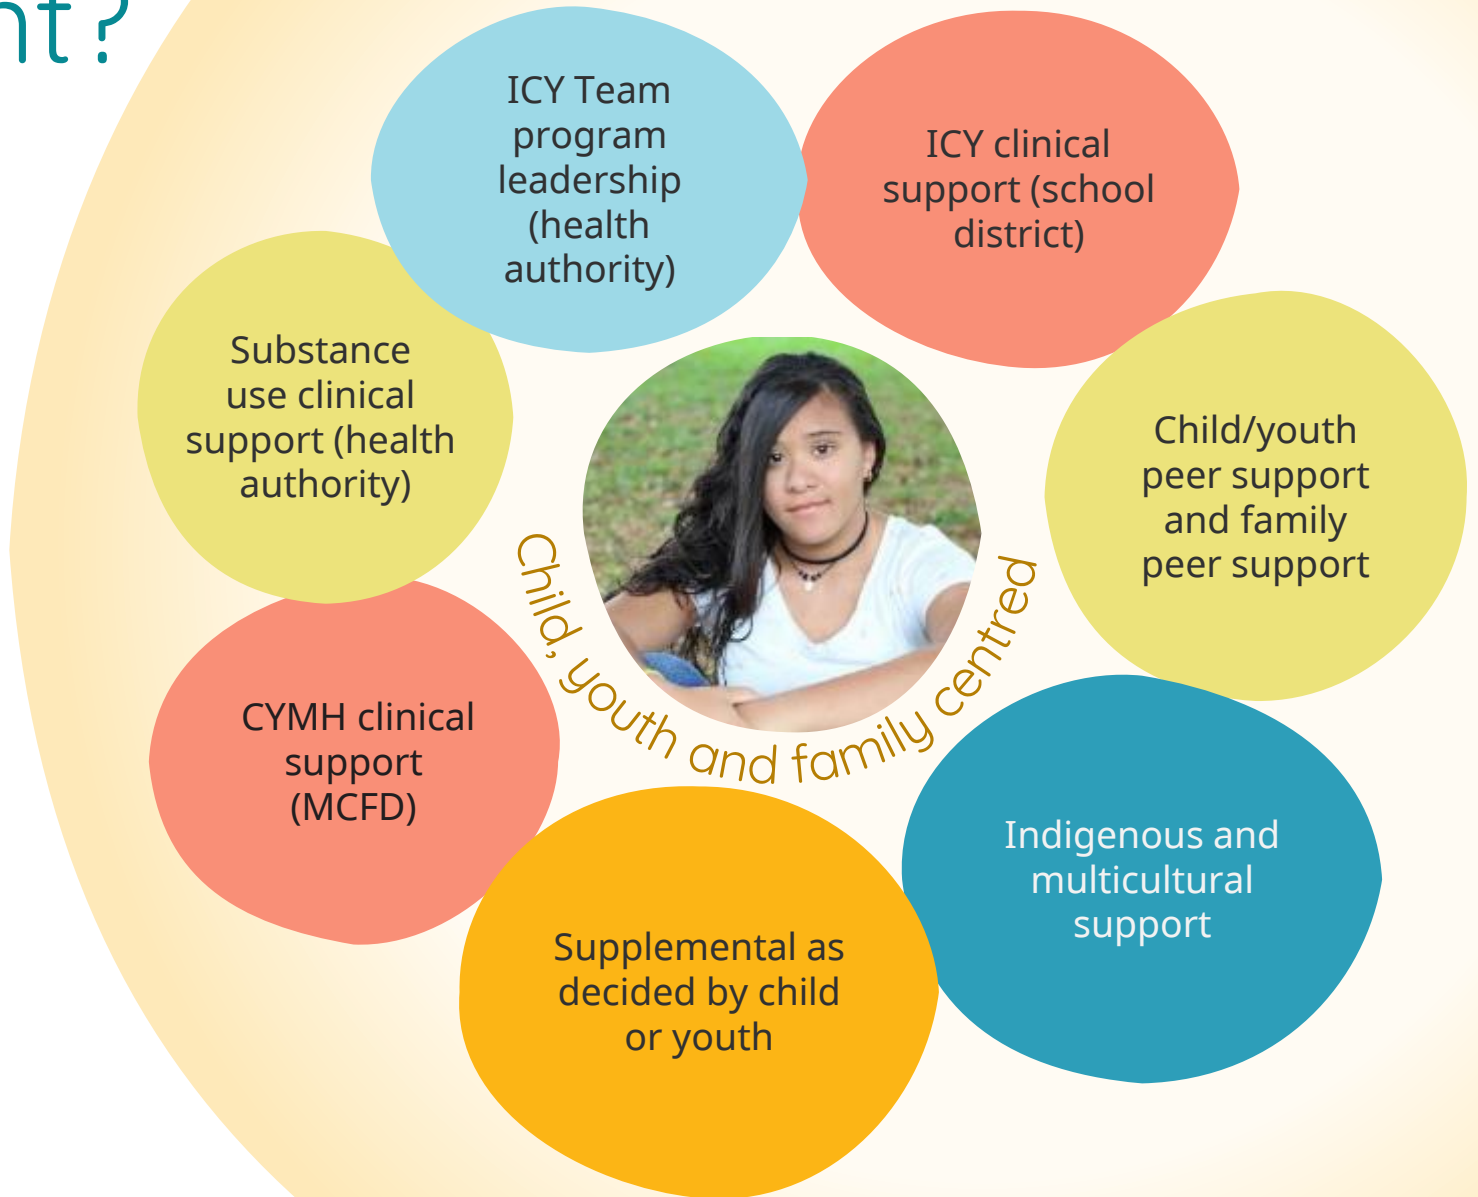 nt?
ICY Team
program
leadership
(health
authority)
ICY clinical
support (school
district)
Substance
use clinical
support (health
authority)
Child/youth
peer support
and family
peer support
Child, youth and family centred
CYMH clinical
support
(MCFD)
Indigenous and
multicultural
support
Supplemental as
decided by child
or youth